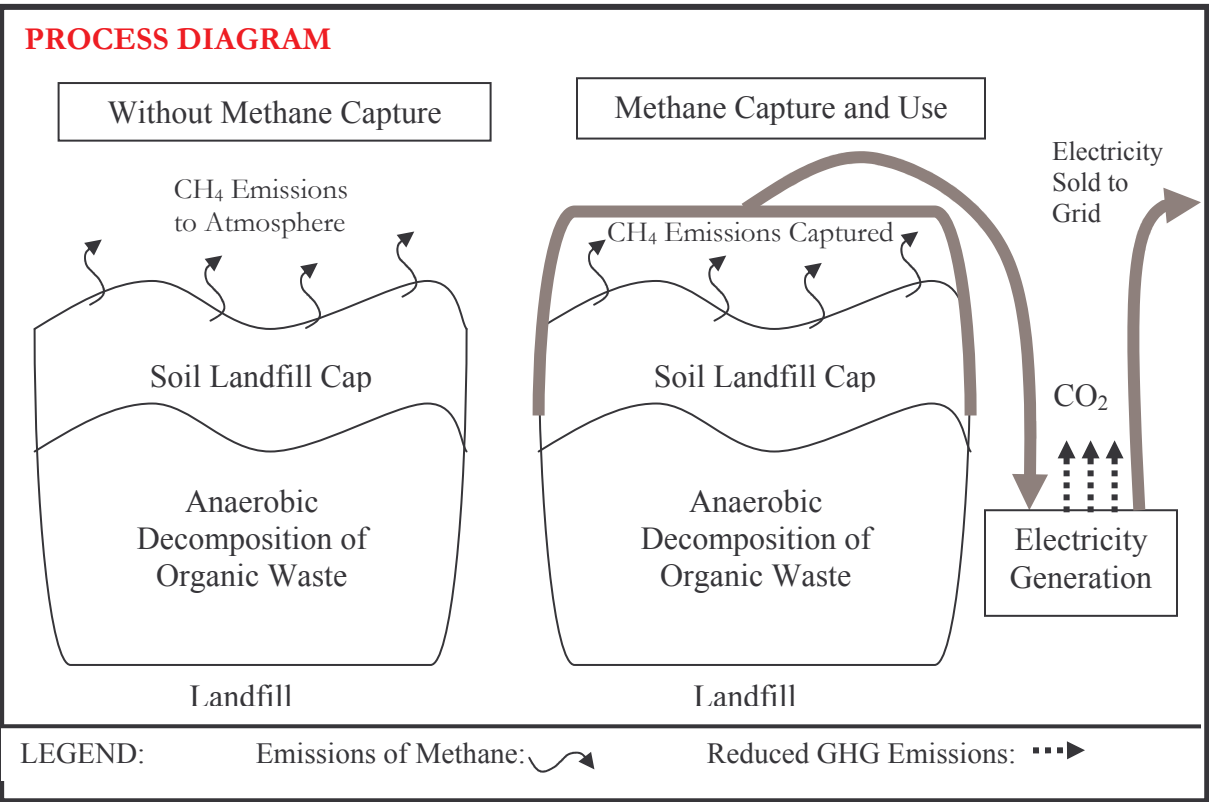 PROCESS DIAGRAM
Without Methane Capture
CH₄ Emissions
to Atmosphere
Soil Landfill Cap
Anaerobic
Decomposition of
Organic Waste
Landfill
Methane Capture and Use
CH₄ Emissions Captured
Soil Landfill Cap
Anaerobic
Decomposition of
Organic Waste
Landfill
Electricity
Sold to
Grid
CO₂
Electricity
Generation
LEGEND:
Emissions of Methane:
Reduced GHG Emissions: